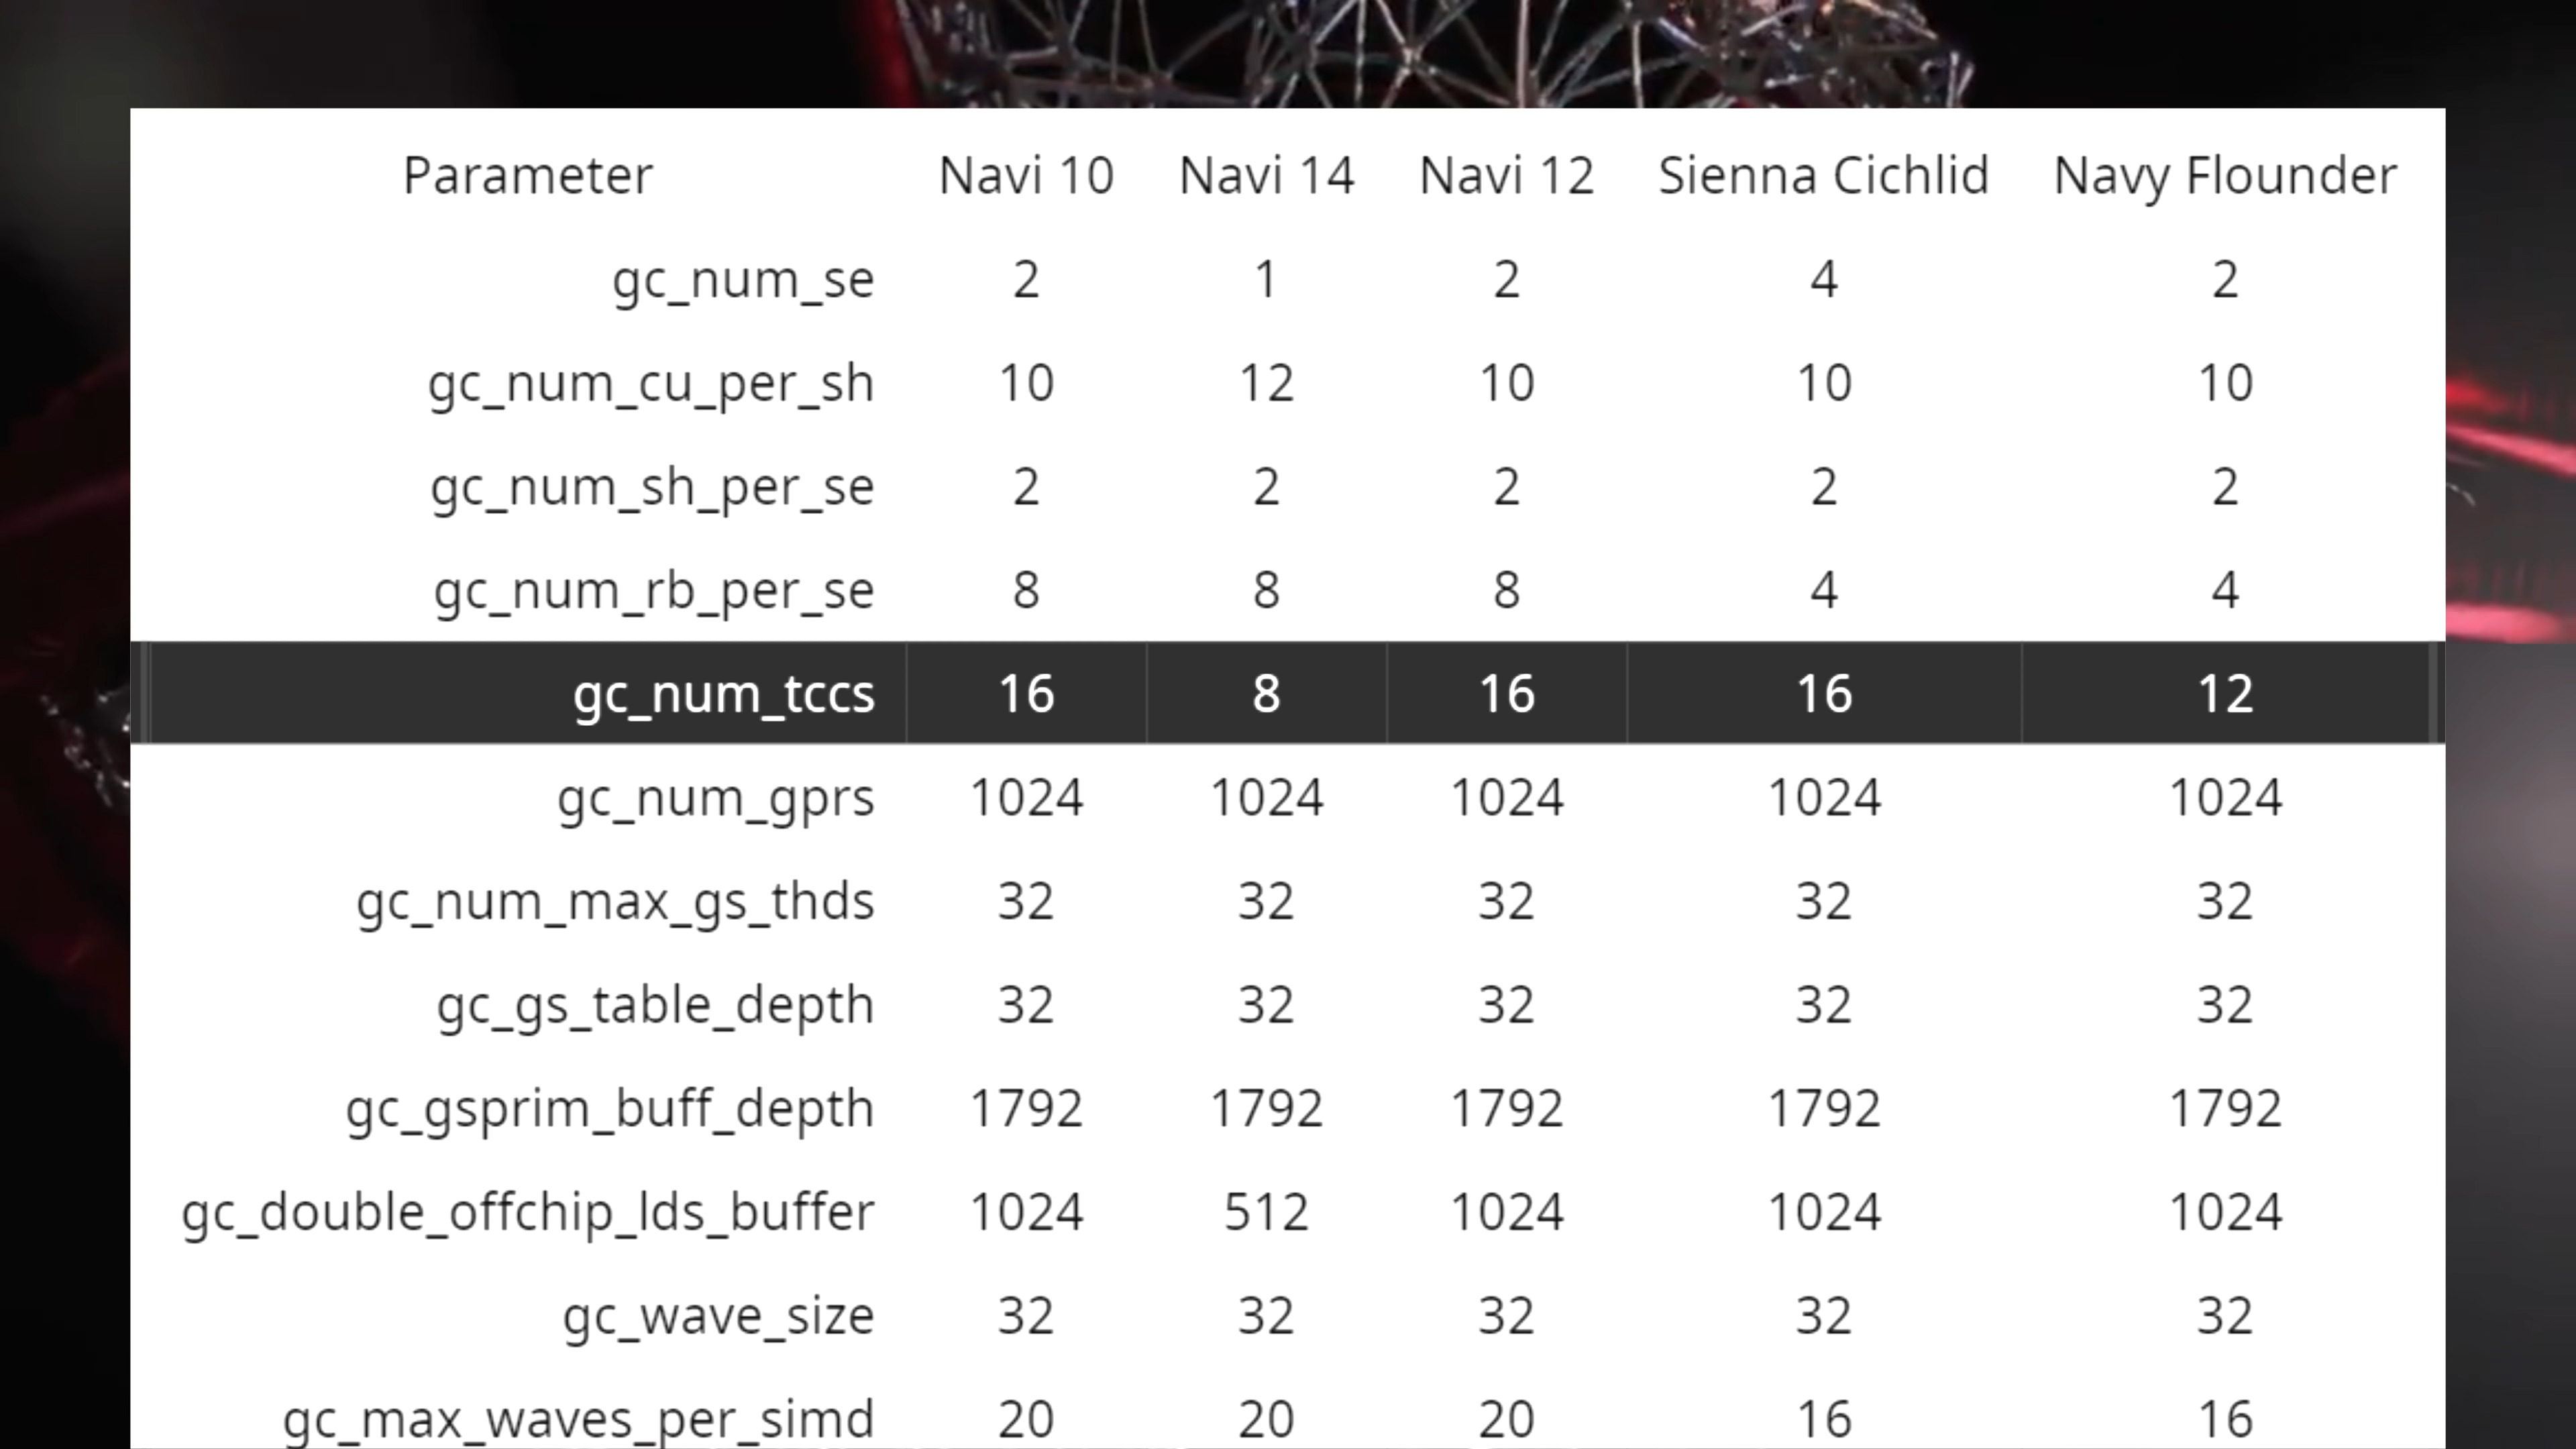 Parameter Navi 10 Navi 14 Navi 12 Sienna Cichlid Navy Flounder
gc_num_se 2 1 2 4 2
gc_num_cu_per_sh 10 12 10 10 10
gc_num_sh_per_se 2 2 2 2 2
gc_num_rb_per_se 8 8 8 4 4
gc_num_tccs 16 8 16 16 12
gc_num_gprs 1024 1024 1024 1024 1024
gc_num_max_gs_thds 32 32 32 32 32
gc_gs_table_depth 32 32 32 32 32
gc_gsprim_buff_depth 1792 1792 1792 1792 1792
gc_double_offchip_lds_buffer 1024 512 1024 1024 1024
gc_wave_size 32 32 32 32 32
gc_max_waves_per_simd 20 20 20 16 16